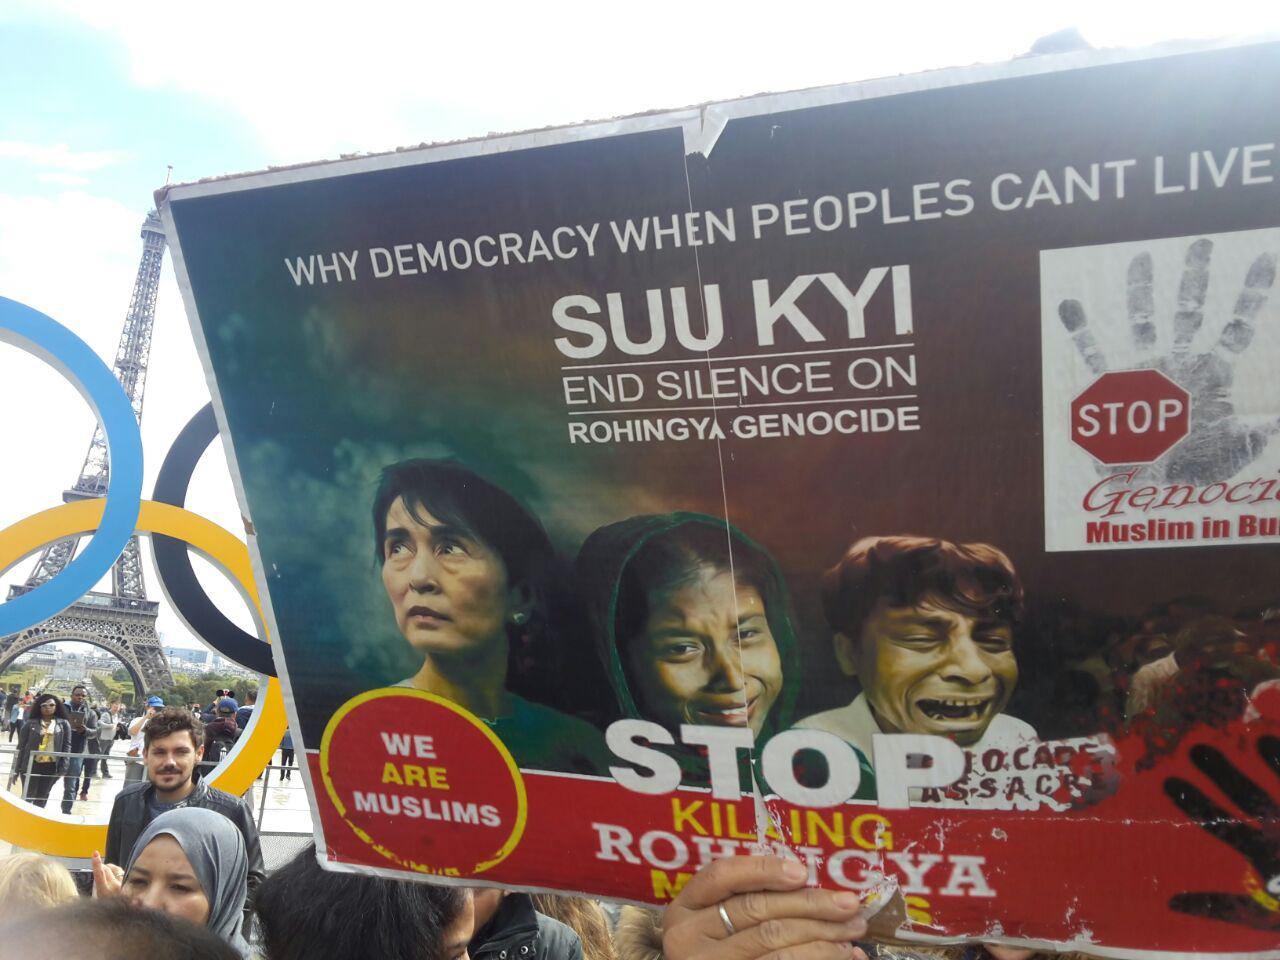 WHY DEMOCRACY WHEN PEOPLES CANT LIVE
SUU KYI
END SILENCE ON
ROHINGYA GENOCIDE
STOP
Muslim in
WE
ARE
MUSLIMS
STOP
KILLING
ROHINGYA